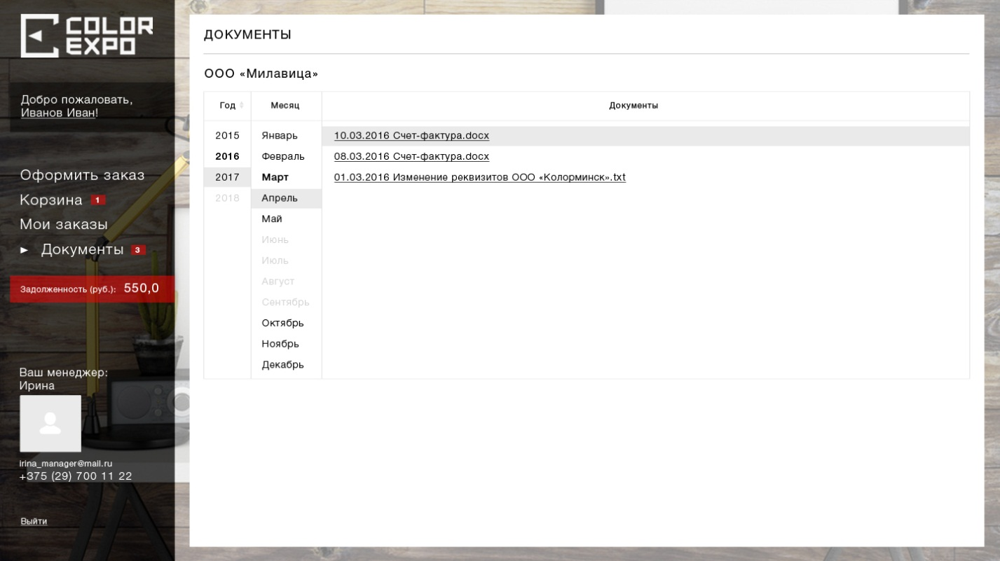 COLOR
EXPO
Добро пожаловать,
Иванов Иван!
Оформить заказ
Корзина 1
Мои заказы
► Документы 3
Задолженность (руб.): 550,0
Ваш менеджер:
Ирина
irina_manager@mail.ru
+375 (29) 700 11 22
Выйти
ДОКУМЕНТЫ
ООО «Милавица»
Год Месяц Документы
2015 Январь 10.03.2016 Счет-фактура.docx
2016 Февраль 08.03.2016 Счет-фактура.docx
2017 Март 01.03.2016 Изменение реквизитов ООО «Колорминск».txt
2018 Апрель
Май
Июнь
Июль
Август
Сентябрь
Октябрь
Ноябрь
Декабрь